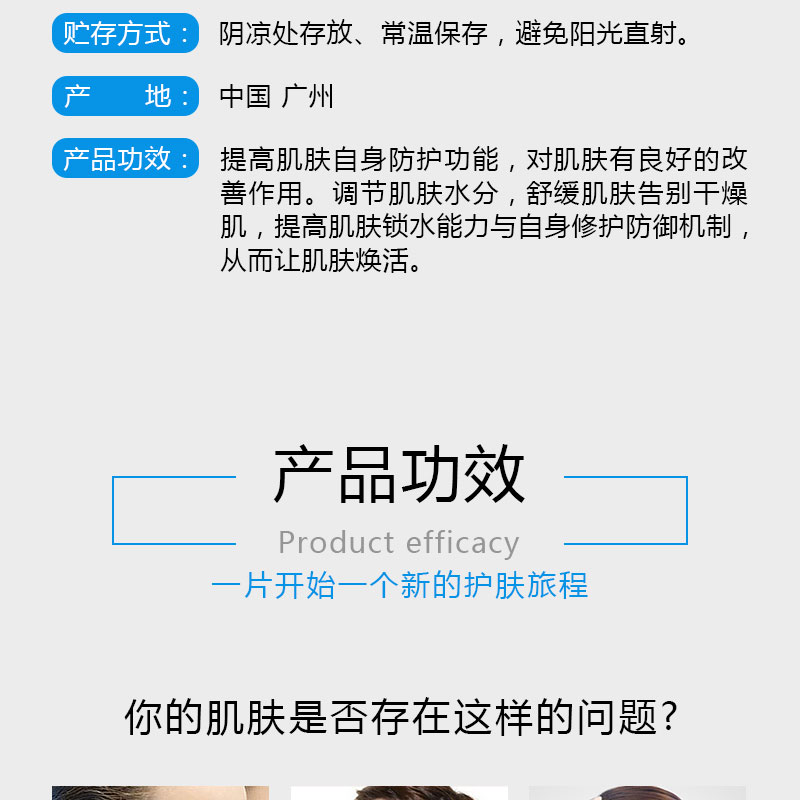 贮存方式： 阴凉处存放、常温保存，避免阳光直射。
产 地： 中国 广州
产品功效： 提高肌肤自身防护功能，对肌肤有良好的改
善作用。调节肌肤水分，舒缓肌肤告别干燥
肌，提高肌肤锁水能力与自身修护防御机制，
从而让肌肤焕活。
产品功效
Product efficacy
一片开始一个新的护肤旅程
你的肌肤是否存在这样的问题?